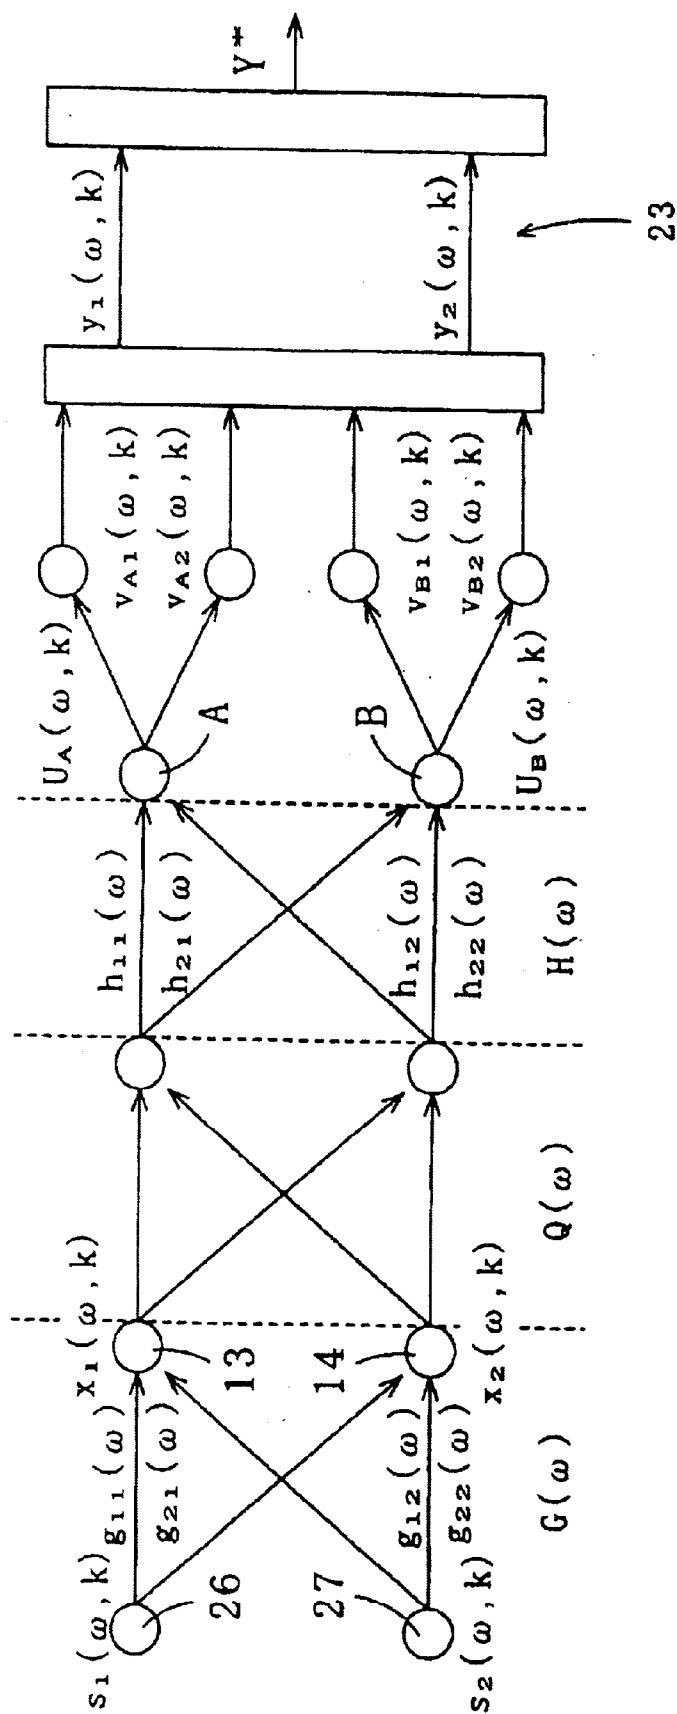 s1(ω,k)
s2(ω,k)
26
27
g11(ω)
g21(ω)
g12(ω)
g22(ω)
G(ω)
x1(ω,k)
x2(ω,k)
13
14
Q(ω)
h11(ω)
h21(ω)
h12(ω)
h22(ω)
H(ω)
UA(ω,k)
A
B
UB(ω,k)
vA1(ω,k)
vA2(ω,k)
vB1(ω,k)
vB2(ω,k)
y1(ω,k)
y2(ω,k)
23
Y*